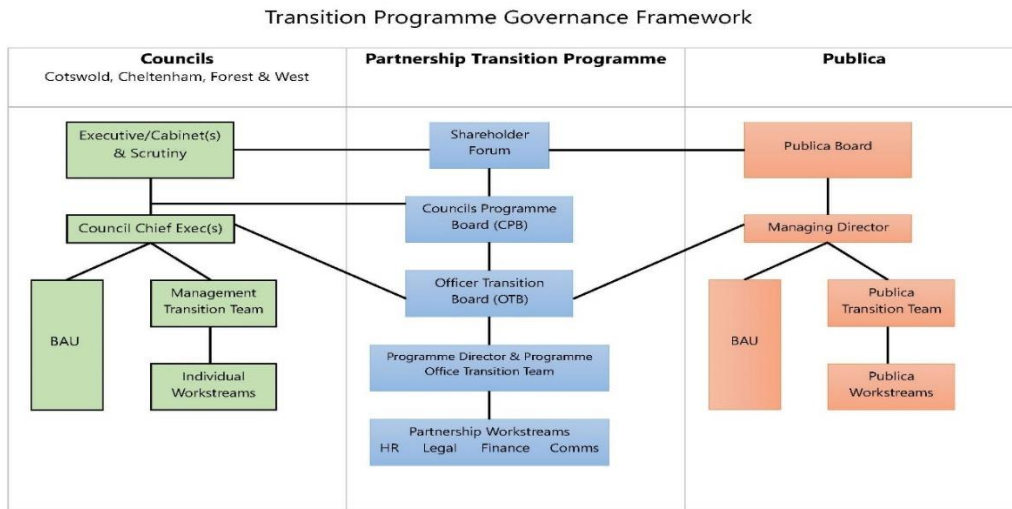 Transition Programme Governance Framework
Councils
Cotswold, Cheltenham, Forest & West
Partnership Transition Programme
Publica
Executive/Cabinet(s)
& Scrutiny
Shareholder
Forum
Publica Board
Councils Programme
Board (CPB)
Council Chief Exec(s)
Managing Director
Officer Transition
Board (OTB)
BAU
Management
Transition Team
Individual
Workstreams
Programme Director & Programme
Office Transition Team
Partnership Workstreams
HR Legal Finance Comms
BAU
Publica
Transition Team
Publica
Workstreams